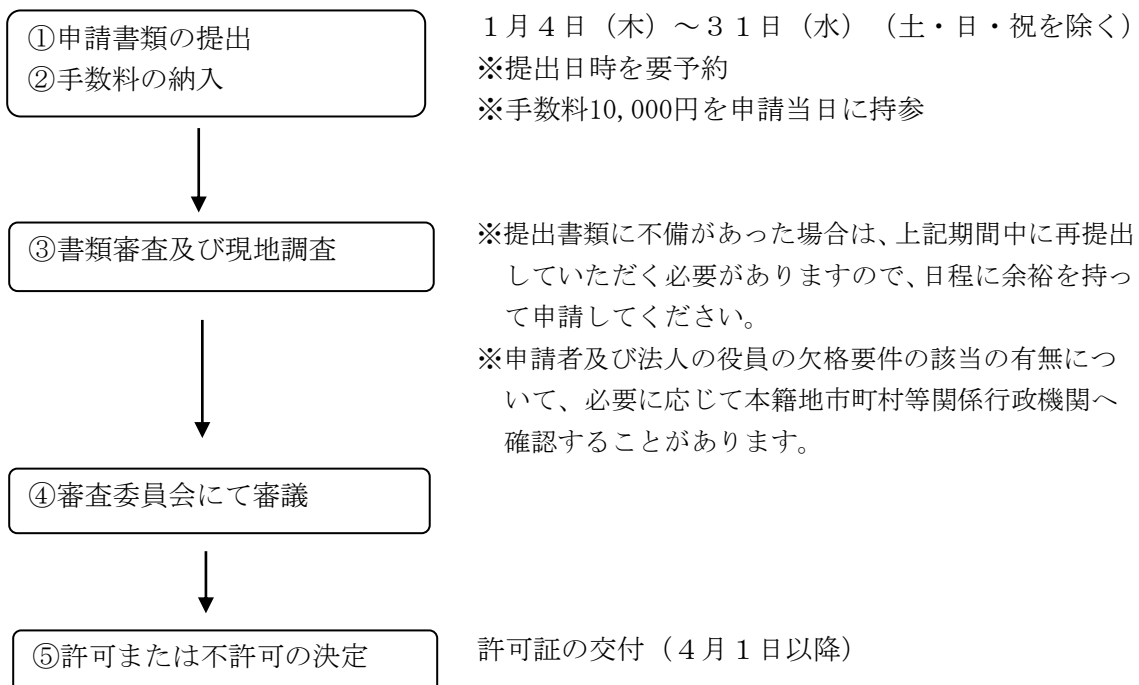 ①申請書類の提出
②手数料の納入
１月４日（木）～３１日（水）（土・日・祝を除く）
※提出日時を要予約
※手数料10,000円を申請当日に持参
③書類審査及び現地調査
※提出書類に不備があった場合は、上記期間中に再提出
していただく必要がありますので、日程に余裕を持っ
て申請してください。
※申請者及び法人の役員の欠格要件の該当の有無につ
いて、必要に応じて本籍地市町村等関係行政機関へ
確認することがあります。
④審査委員会にて審議
⑤許可または不許可の決定
許可証の交付（４月１日以降）